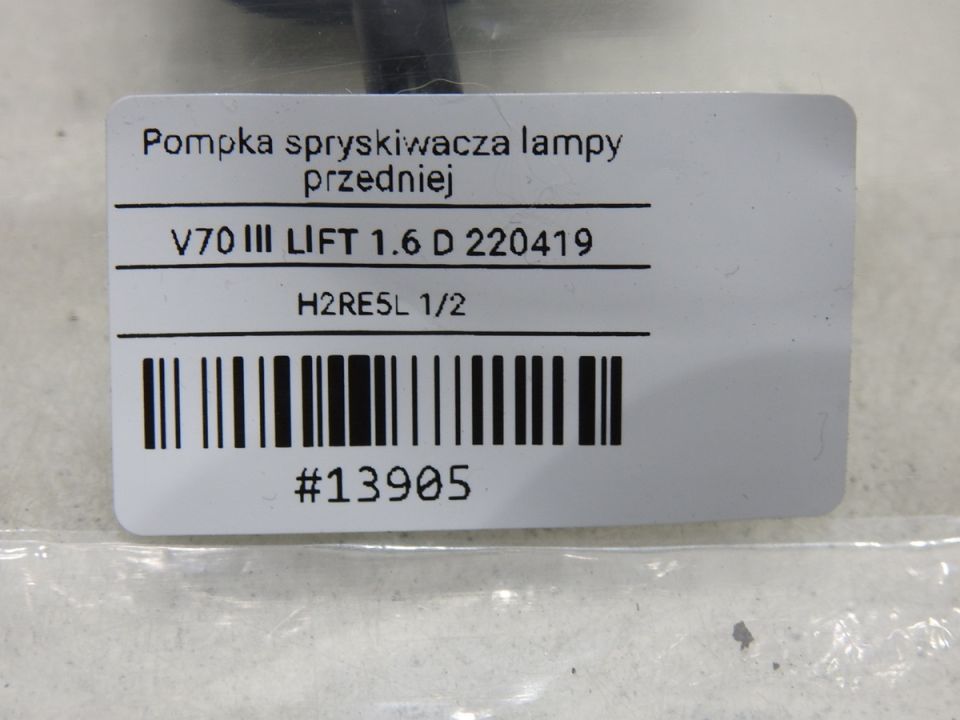 Pompka spryskiwacza lampy
przedniej
V70 III LIFT 1.6 D 220419
H2RE5L 1/2
#13905